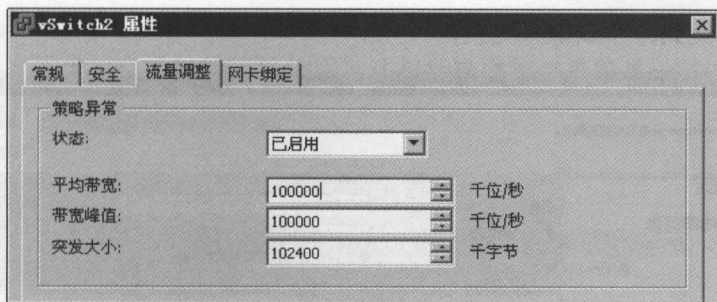 vSwitch2 属性
常规 安全 流量调整 网卡绑定
策略异常
状态: 已启用
平均带宽: 100000 千位/秒
带宽峰值: 100000 千位/秒
突发大小: 102400 千字节